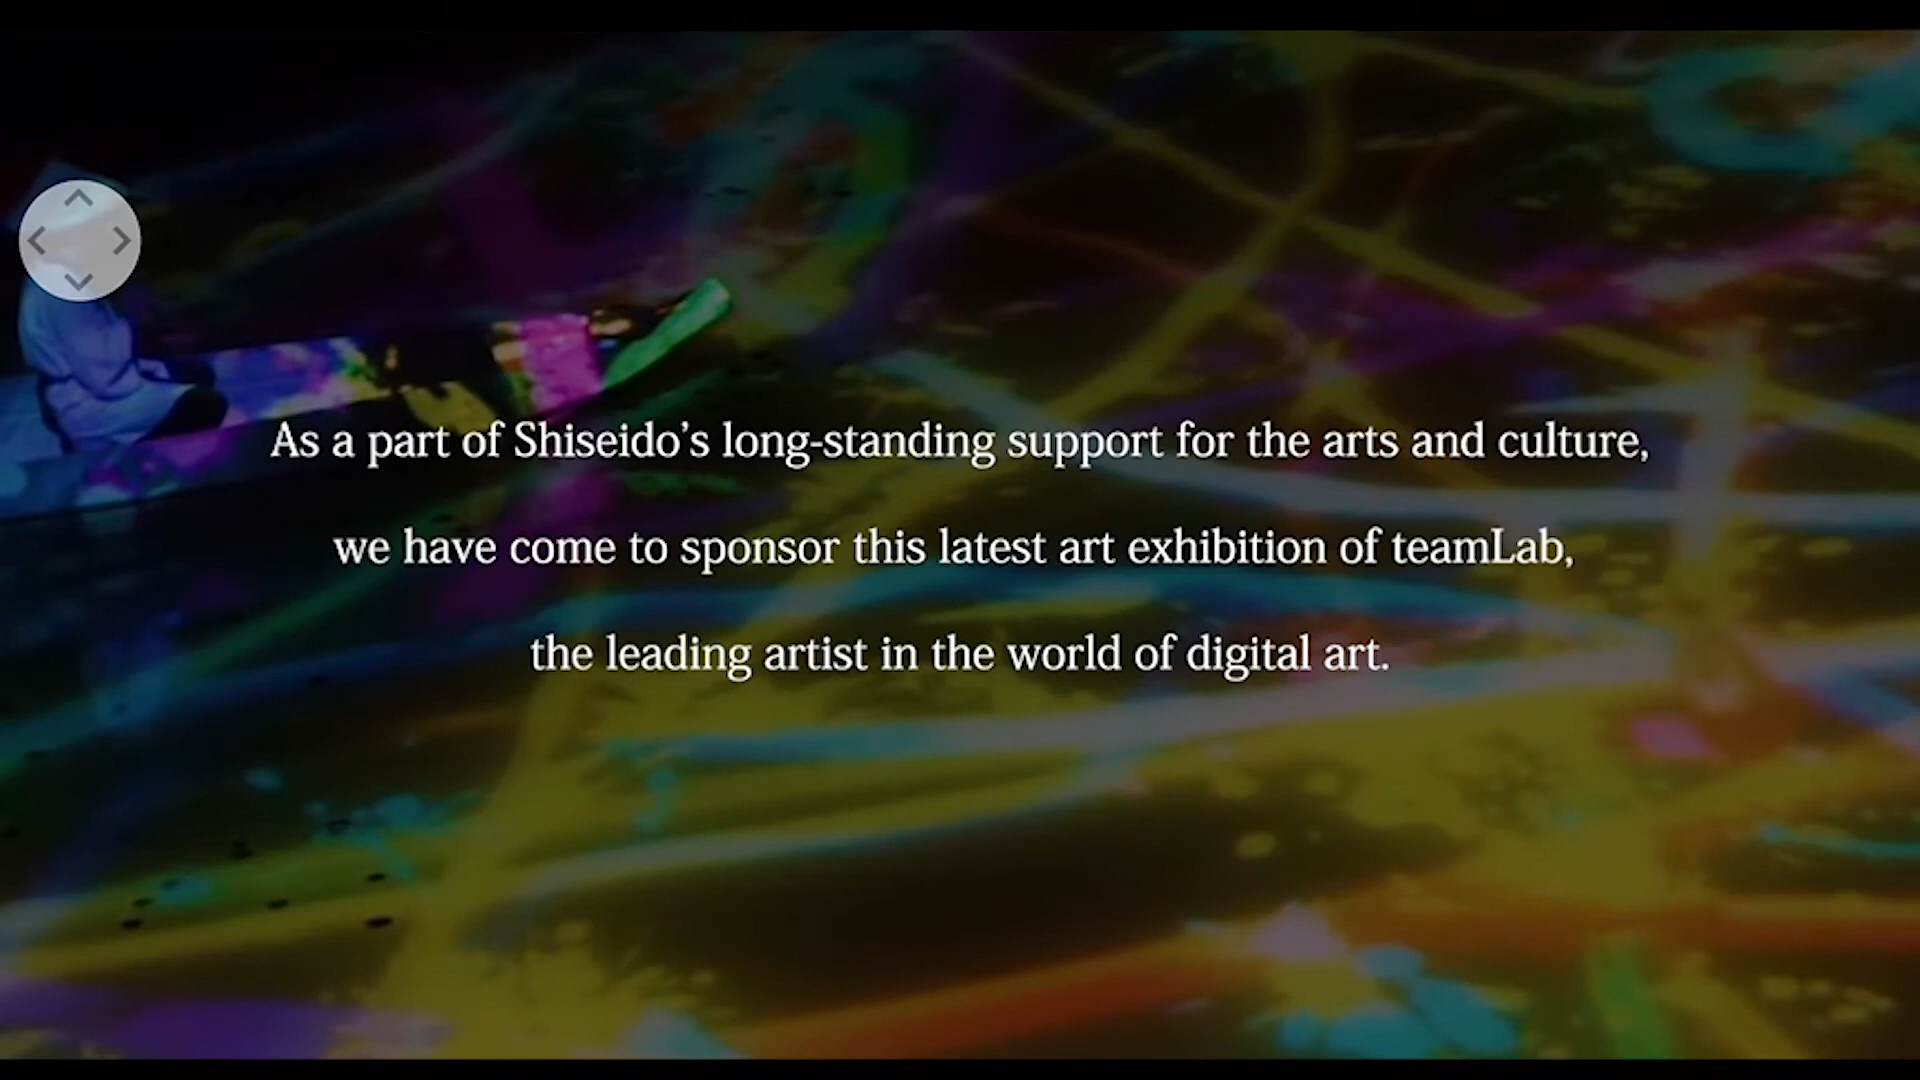 As a part of Shiseido’s long-standing support for the arts and culture,
we have come to sponsor this latest art exhibition of teamLab,
the leading artist in the world of digital art.